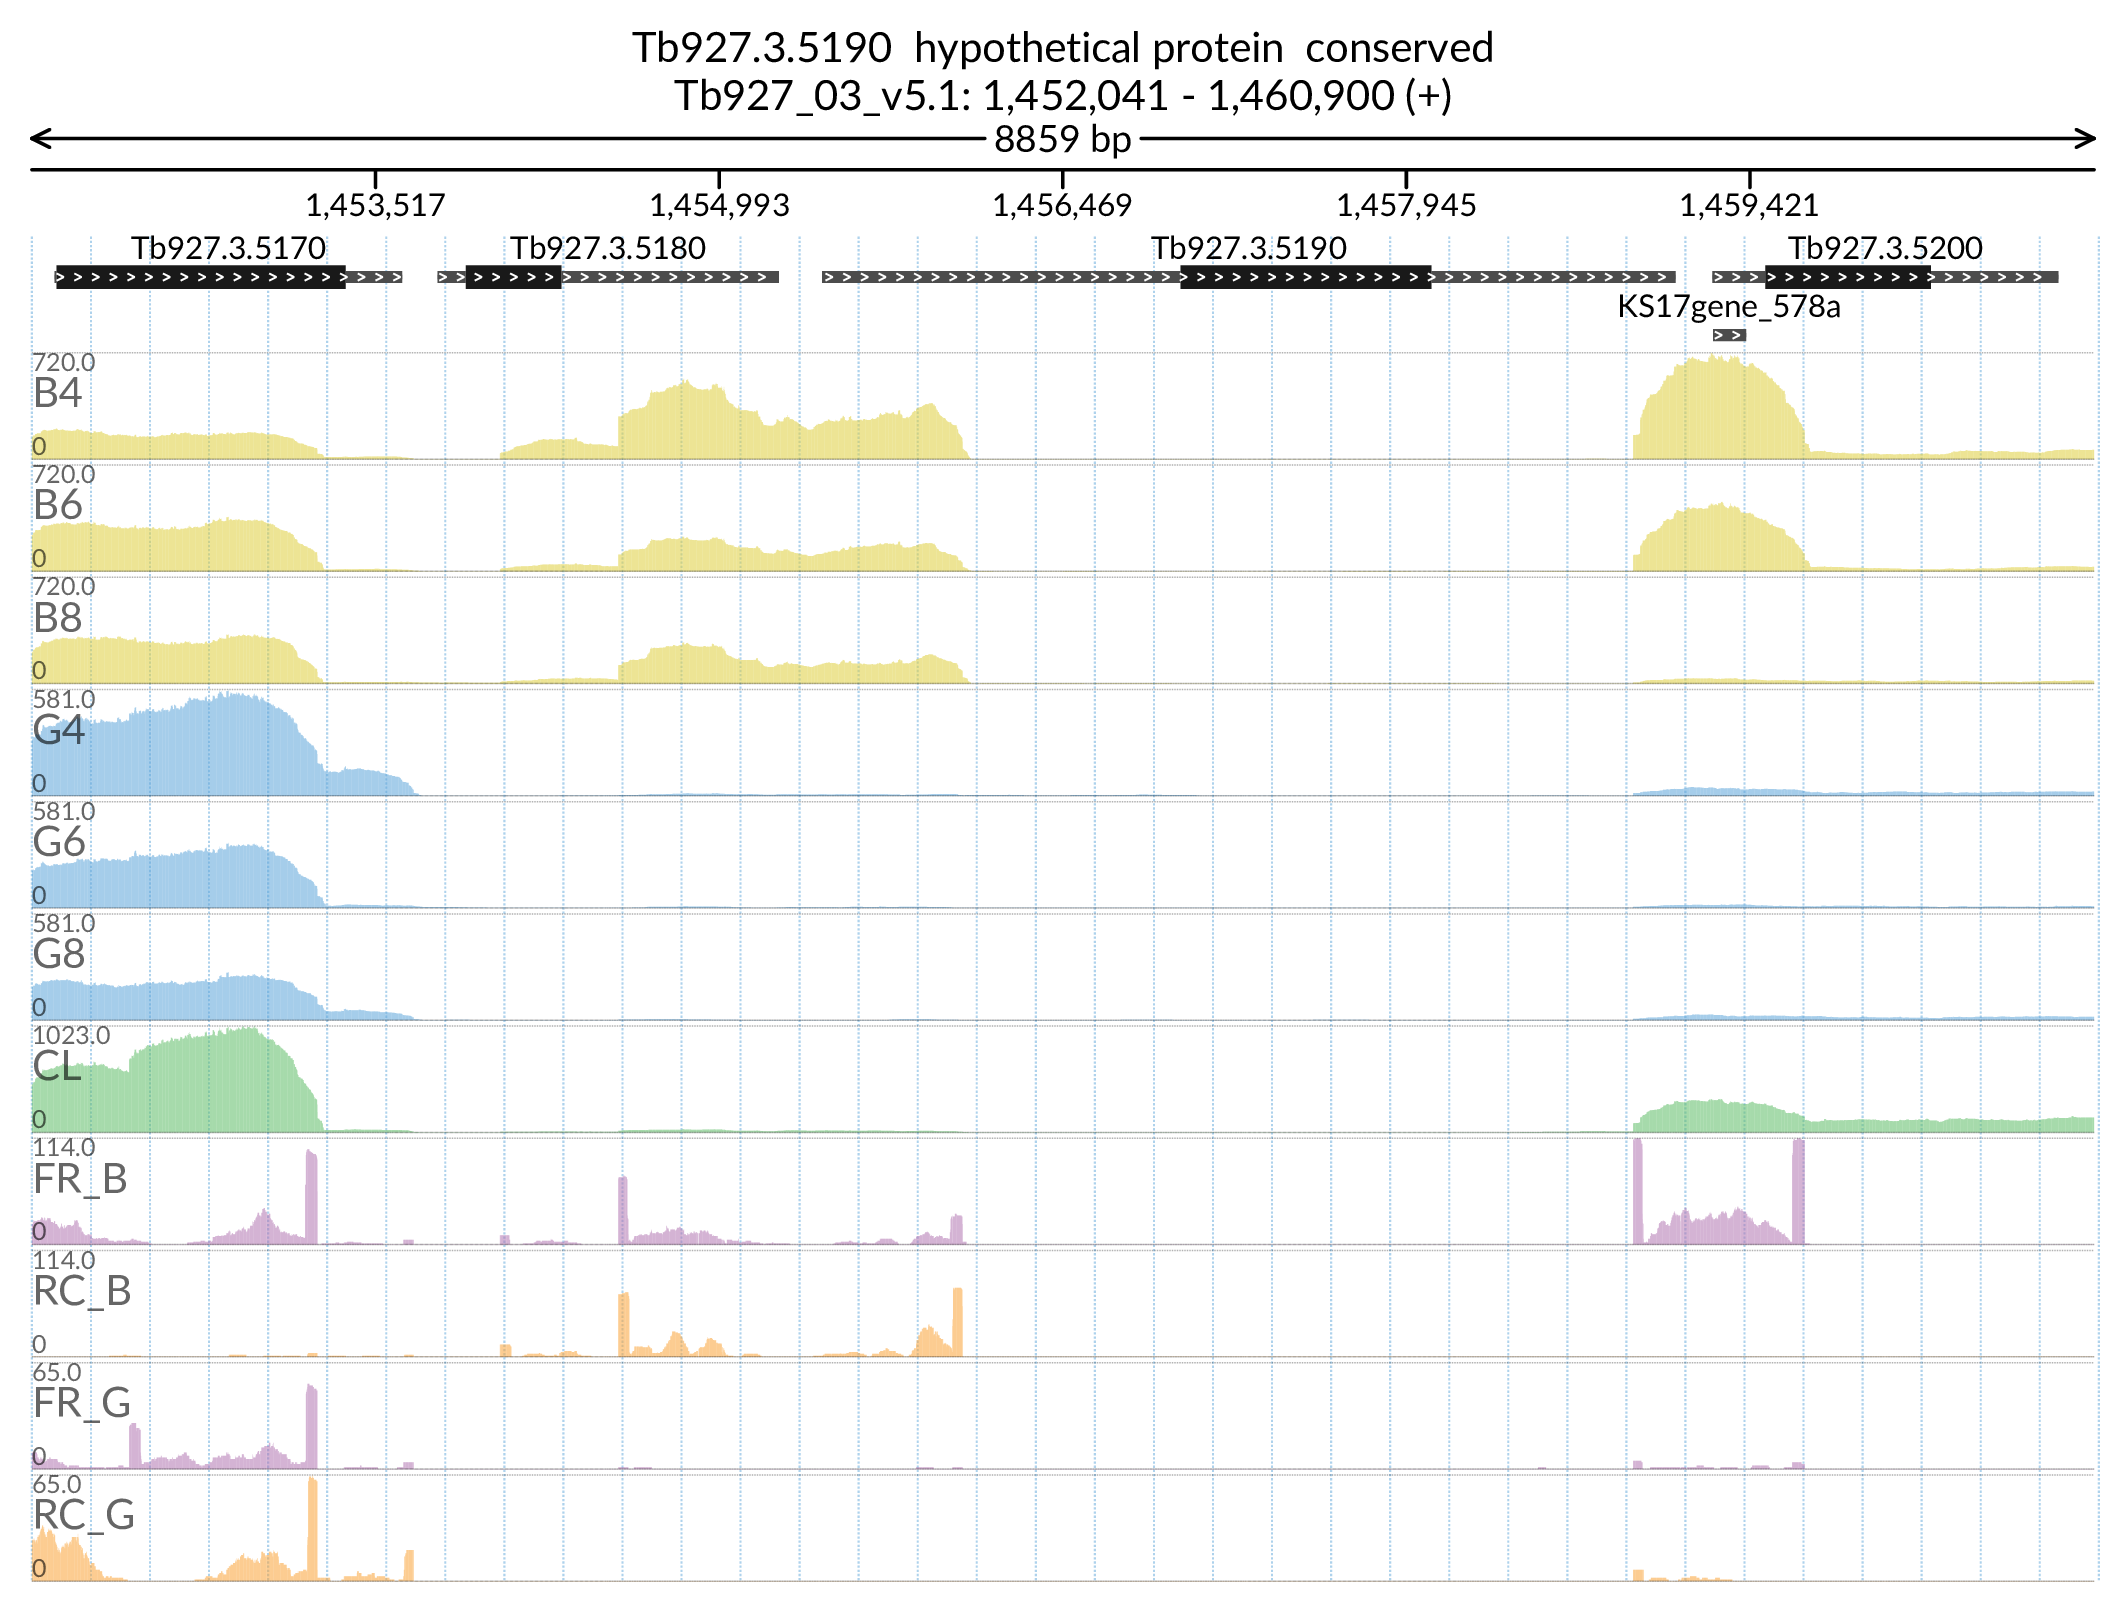 Tb927.3.5190  hypothetical protein  conserved
Tb927_03_v5.1: 1,452,041 - 1,460,900 (+)
8859 bp
1,453,517 1,454,993 1,456,469 1,457,945 1,459,421
Tb927.3.5170 Tb927.3.5180 Tb927.3.5190 Tb927.3.5200
KS17gene_578a
720.0
B4
0
720.0
B6
0
720.0
B8
0
581.0
G4
0
581.0
G6
0
581.0
G8
0
1023.0
CL
0
114.0
FR_B
0
114.0
RC_B
0
65.0
FR_G
0
65.0
RC_G
0